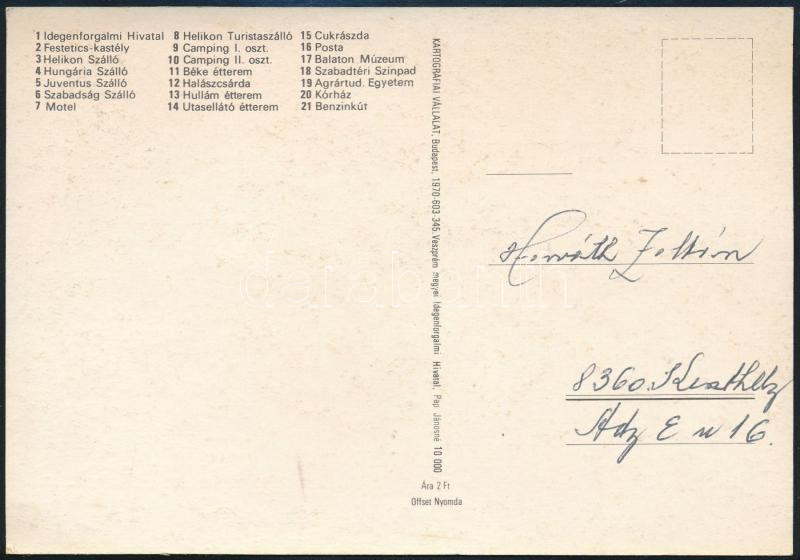 1 Idegenforgalmi Hivatal
2 Festetics-kastély
3 Helikon Szálló
4 Hungária Szálló
5 Juventus Szálló
6 Szabadság Szálló
7 Motel
8 Helikon Turistaszálló
9 Camping I. oszt.
10 Camping II. oszt.
11 Béke étterem
12 Halászcsárda
13 Hullám étterem
14 Utasellátó étterem
15 Cukrászda
16 Posta
17 Balaton Múzeum
18 Szabadtéri Színpad
19 Agrártud. Egyetem
20 Kórház
21 Benzinkút
KARTOGRÁFIAI VÁLLALAT, Budapest, 1970-603-345. Veszprém megyei Idegenforgalmi Hivatal, Pap Jánosné 10 000
Ára 2 Ft
Offset Nyomda
Horváth Zoltán
8360. Keszthely
Ady E u 16.
darabanth